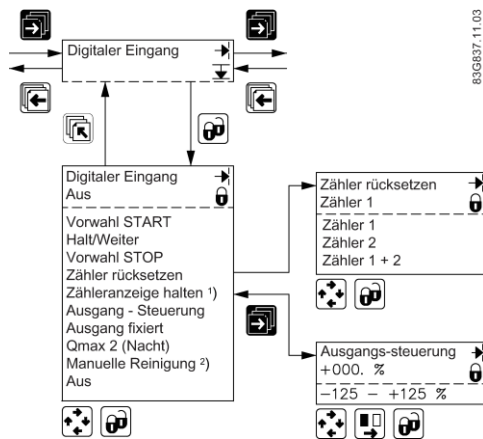 Digitaler Eingang
83G837.11.03
Digitaler Eingang
Aus
Vorwahl START
Halt/Weiter
Vorwahl STOP
Zähler rücksetzen
Zähleranzeige halten ¹)
Ausgang - Steuerung
Ausgang fixiert
Qmax 2 (Nacht)
Manuelle Reinigung ²)
Aus
Zähler rücksetzen
Zähler 1
Zähler 1
Zähler 2
Zähler 1 + 2
Ausgangs-steuerung
+000. %
−125 − +125 %